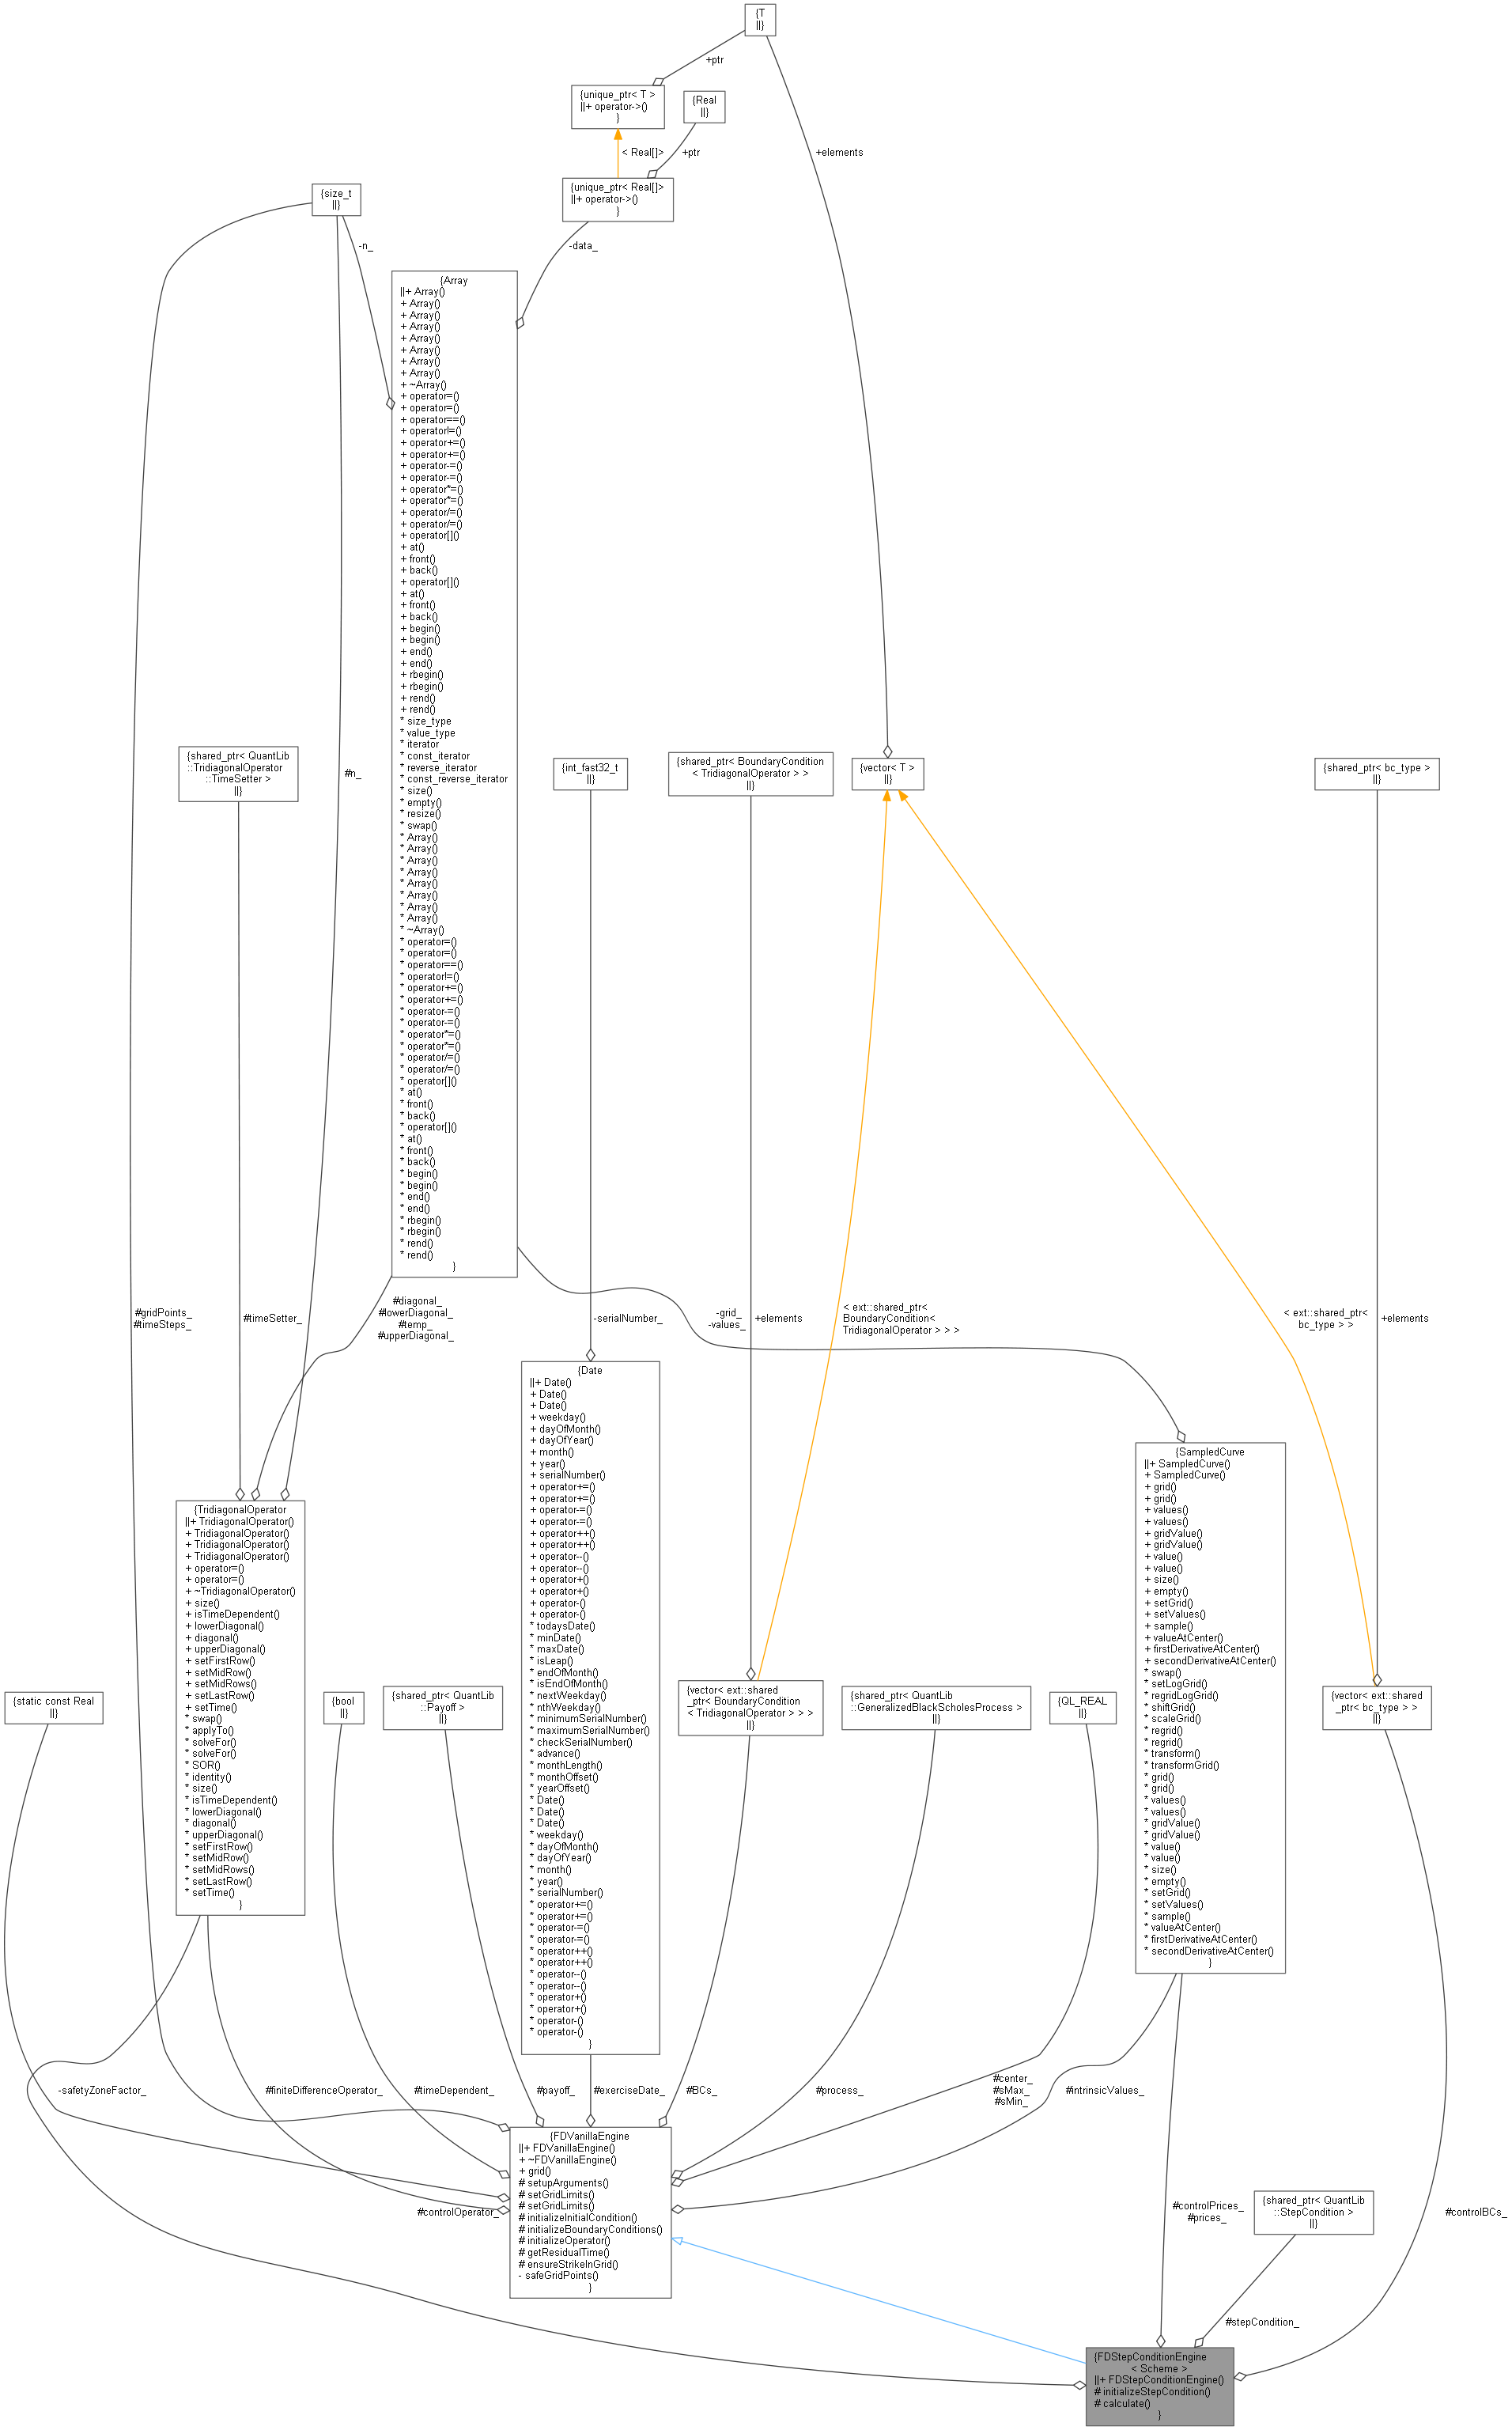 {T
||}
+ptr
{unique_ptr< T >
||+ operator->()
}
{Real
||}
< Real[]>
+ptr
+elements
{size_t
||}
{unique_ptr< Real[]>
||+ operator->()
}
-n_
-data_
{Array
||+ Array()
+ Array()
+ Array()
+ Array()
+ Array()
+ Array()
+ Array()
+ Array()
+ ~Array()
+ operator=()
+ operator=()
+ operator==()
+ operator!=()
+ operator+=()
+ operator+=()
+ operator-=()
+ operator-=()
+ operator*=()
+ operator*=()
+ operator/=()
+ operator/=()
+ operator[]()
+ at()
+ front()
+ back()
+ operator[]()
+ at()
+ front()
+ back()
+ begin()
+ begin()
+ end()
+ end()
+ rbegin()
+ rbegin()
+ rend()
+ rend()
* size_type
* value_type
* iterator
* const_iterator
* reverse_iterator
* const_reverse_iterator
* size()
* empty()
* resize()
* swap()
* Array()
* Array()
* Array()
* Array()
* Array()
* Array()
* Array()
* Array()
* ~Array()
* operator=()
* operator=()
* operator==()
* operator!=()
* operator+=()
* operator+=()
* operator-=()
* operator-=()
* operator*=()
* operator*=()
* operator/=()
* operator/=()
* operator[]()
* at()
* front()
* back()
* operator[]()
* at()
* front()
* back()
* begin()
* begin()
* end()
* end()
* rbegin()
* rbegin()
* rend()
* rend()
}
{shared_ptr< QuantLib
::TridiagonalOperator
::TimeSetter >
||}
#n_
{int_fast32_t
||}
{shared_ptr< BoundaryCondition
< TridiagonalOperator > >
||}
{vector< T >
||}
{shared_ptr< bc_type >
||}
#gridPoints_
#timeSteps_
#timeSetter_
#diagonal_
#lowerDiagonal_
#temp_
#upperDiagonal_
-serialNumber_
-grid_
-values_
+elements
< ext::shared_ptr<
BoundaryCondition<
TridiagonalOperator > > >
< ext::shared_ptr<
bc_type > >
+elements
{TridiagonalOperator
||+ TridiagonalOperator()
+ TridiagonalOperator()
+ TridiagonalOperator()
+ TridiagonalOperator()
+ operator=()
+ operator=()
+ ~TridiagonalOperator()
+ size()
+ isTimeDependent()
+ lowerDiagonal()
+ diagonal()
+ upperDiagonal()
+ setFirstRow()
+ setMidRow()
+ setMidRows()
+ setLastRow()
+ setTime()
* swap()
* applyTo()
* solveFor()
* solveFor()
* SOR()
* identity()
* size()
* isTimeDependent()
* lowerDiagonal()
* diagonal()
* upperDiagonal()
* setFirstRow()
* setMidRow()
* setMidRows()
* setLastRow()
* setTime()
}
{Date
||+ Date()
+ Date()
+ Date()
+ weekday()
+ dayOfMonth()
+ dayOfYear()
+ month()
+ year()
+ serialNumber()
+ operator+=()
+ operator+=()
+ operator-=()
+ operator-=()
+ operator++()
+ operator++()
+ operator--()
+ operator--()
+ operator+()
+ operator+()
+ operator-()
+ operator-()
* todaysDate()
* minDate()
* maxDate()
* isLeap()
* endOfMonth()
* isEndOfMonth()
* nextWeekday()
* nthWeekday()
* minimumSerialNumber()
* maximumSerialNumber()
* checkSerialNumber()
* advance()
* monthLength()
* monthOffset()
* yearOffset()
* Date()
* Date()
* Date()
* weekday()
* dayOfMonth()
* dayOfYear()
* month()
* year()
* serialNumber()
* operator+=()
* operator+=()
* operator-=()
* operator-=()
* operator++()
* operator++()
* operator--()
* operator--()
* operator+()
* operator+()
* operator-()
* operator-()
}
{SampledCurve
||+ SampledCurve()
+ SampledCurve()
+ grid()
+ grid()
+ values()
+ values()
+ gridValue()
+ gridValue()
+ value()
+ value()
+ size()
+ empty()
+ setGrid()
+ setValues()
+ sample()
+ valueAtCenter()
+ firstDerivativeAtCenter()
+ secondDerivativeAtCenter()
* swap()
* setLogGrid()
* regridLogGrid()
* shiftGrid()
* scaleGrid()
* regrid()
* regrid()
* transform()
* transformGrid()
* grid()
* grid()
* values()
* values()
* gridValue()
* gridValue()
* value()
* value()
* size()
* empty()
* setGrid()
* setValues()
* sample()
* valueAtCenter()
* firstDerivativeAtCenter()
* secondDerivativeAtCenter()
}
{static const Real
||}
{bool
||}
{shared_ptr< QuantLib
::Payoff >
||}
{vector< ext::shared
_ptr< BoundaryCondition
< TridiagonalOperator > > >
||}
{shared_ptr< QuantLib
::GeneralizedBlackScholesProcess >
||}
{QL_REAL
||}
{vector< ext::shared
_ptr< bc_type > >
||}
-safetyZoneFactor_
#finiteDifferenceOperator_
#timeDependent_
#payoff_
#exerciseDate_
#BCs_
#process_
#center_
#sMax_
#sMin_
#intrinsicValues_
{FDVanillaEngine
||+ FDVanillaEngine()
+ ~FDVanillaEngine()
+ grid()
# setupArguments()
# setGridLimits()
# setGridLimits()
# initializeInitialCondition()
# initializeBoundaryConditions()
# initializeOperator()
# getResidualTime()
# ensureStrikeInGrid()
- safeGridPoints()
}
#controlOperator_
#controlPrices_
#prices_
{shared_ptr< QuantLib
::StepCondition >
||}
#controlBCs_
#stepCondition_
{FDStepConditionEngine
< Scheme >
||+ FDStepConditionEngine()
# initializeStepCondition()
# calculate()
}